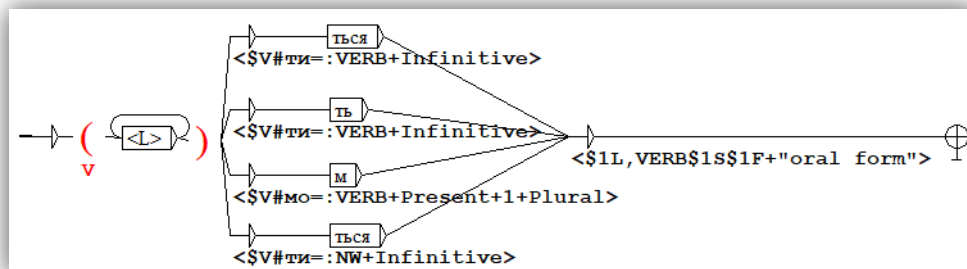 ться
<$V#ти=:VERB+Infinitive>
ть
<$V#ти=:VERB+Infinitive>
( <L> )
v
<$1L,VERB$1S$1F+"oral form">
м
<$V#мо=:VERB+Present+1+Plural>
ться
<$V#ти=:NW+Infinitive>